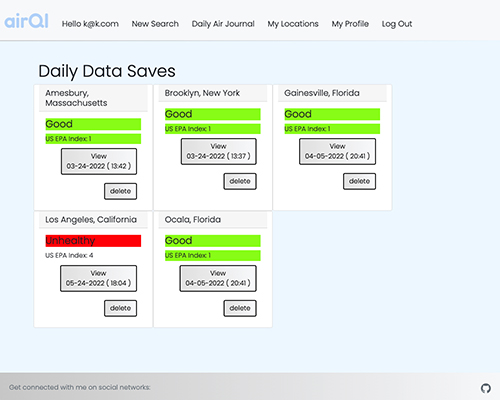 airQI
Hello k@k.com
New Search
Daily Air Journal
My Locations
My Profile
Log Out
Daily Data Saves
Amesbury,
Massachusetts
Good
US EPA Index: 1
View
03-24-2022 ( 13:42 )
delete
Brooklyn, New York
Good
US EPA Index: 1
View
03-24-2022 ( 13:37 )
delete
Gainesville, Florida
Good
US EPA Index: 1
View
04-05-2022 ( 20:41 )
delete
Los Angeles, California
Unhealthy
US EPA Index: 4
View
05-24-2022 ( 18:04 )
delete
Ocala, Florida
Good
US EPA Index: 1
View
04-05-2022 ( 20:41 )
delete
Get connected with me on social networks: